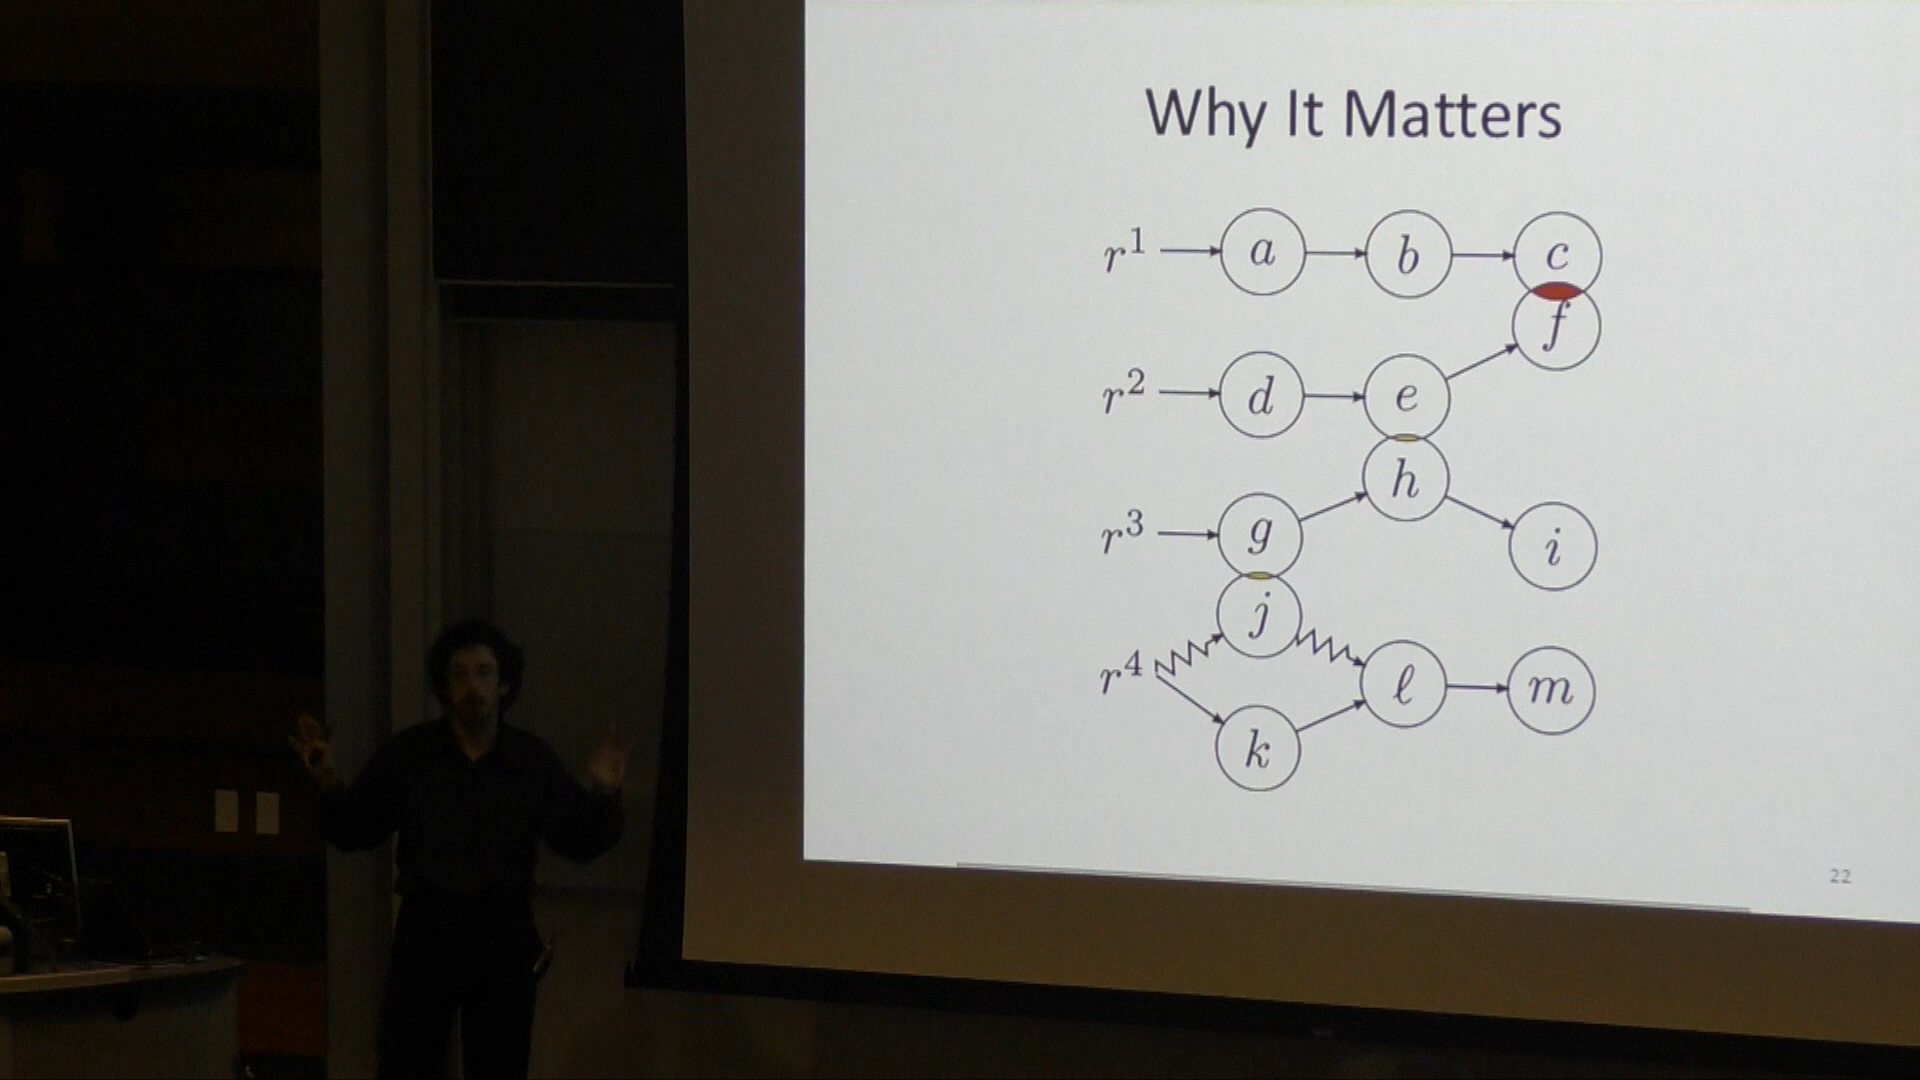 Why It Matters
r¹ a b c
f
r² d e
h
r³ g i
j
r⁴ ℓ m
k
22